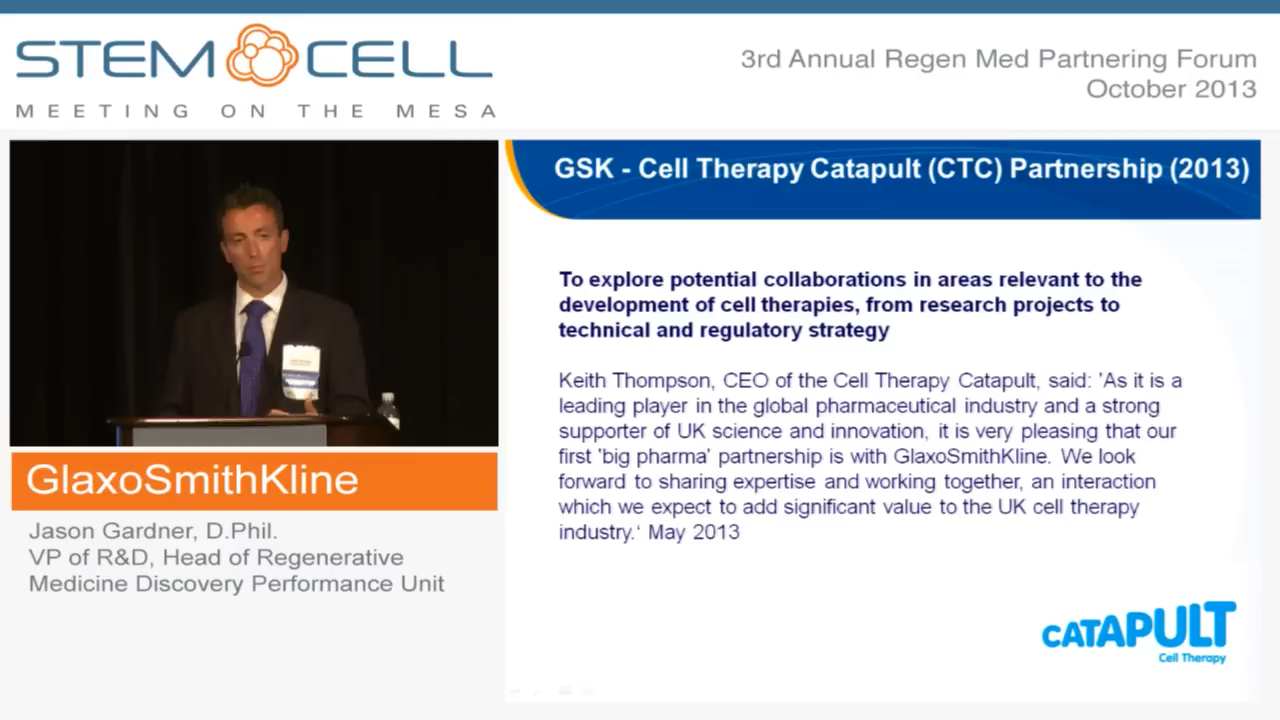 STEM CELL
MEETING ON THE MESA
3rd Annual Regen Med Partnering Forum
October 2013
GlaxoSmithKline
Jason Gardner, D.Phil.
VP of R&D, Head of Regenerative
Medicine Discovery Performance Unit
GSK - Cell Therapy Catapult (CTC) Partnership (2013)
To explore potential collaborations in areas relevant to the
development of cell therapies, from research projects to
technical and regulatory strategy
Keith Thompson, CEO of the Cell Therapy Catapult, said: 'As it is a
leading player in the global pharmaceutical industry and a strong
supporter of UK science and innovation, it is very pleasing that our
first 'big pharma' partnership is with GlaxoSmithKline. We look
forward to sharing expertise and working together, an interaction
which we expect to add significant value to the UK cell therapy
industry.‘ May 2013
CATAPULT
Cell Therapy